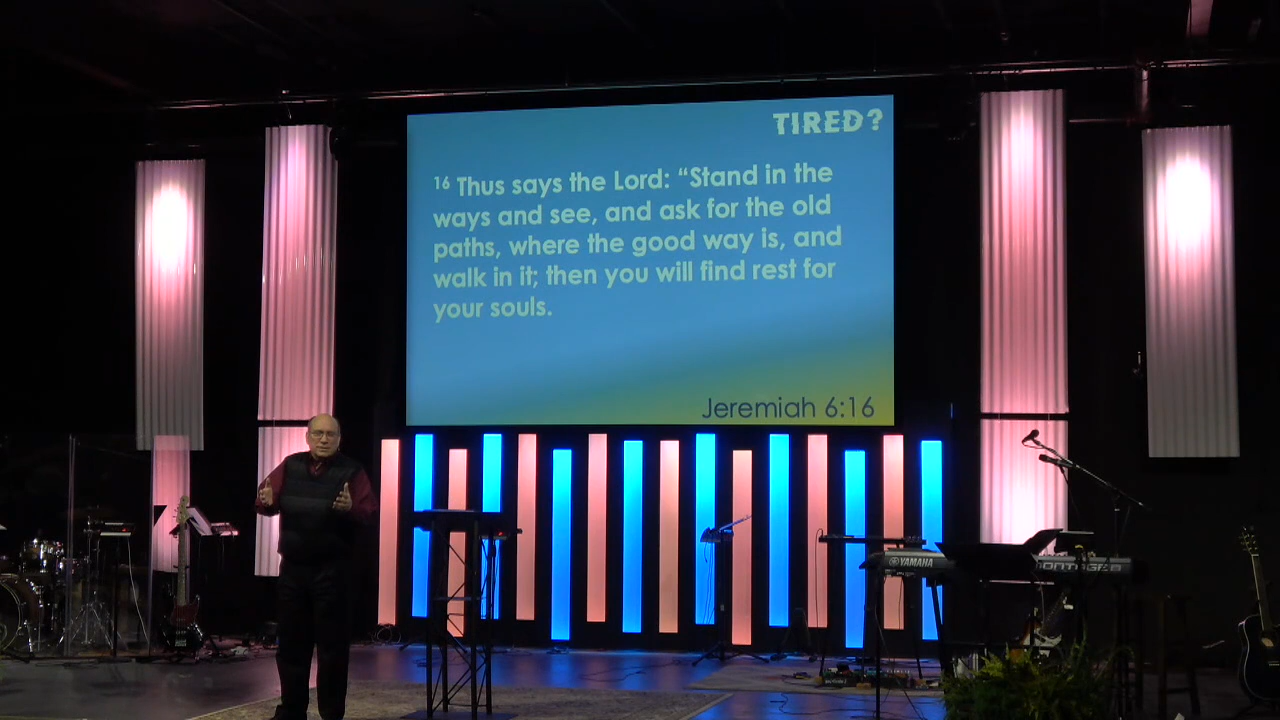 TIRED?
16 Thus says the Lord: “Stand in the
ways and see, and ask for the old
paths, where the good way is, and
walk in it; then you will find rest for
your souls.
Jeremiah 6:16
YAMAHA